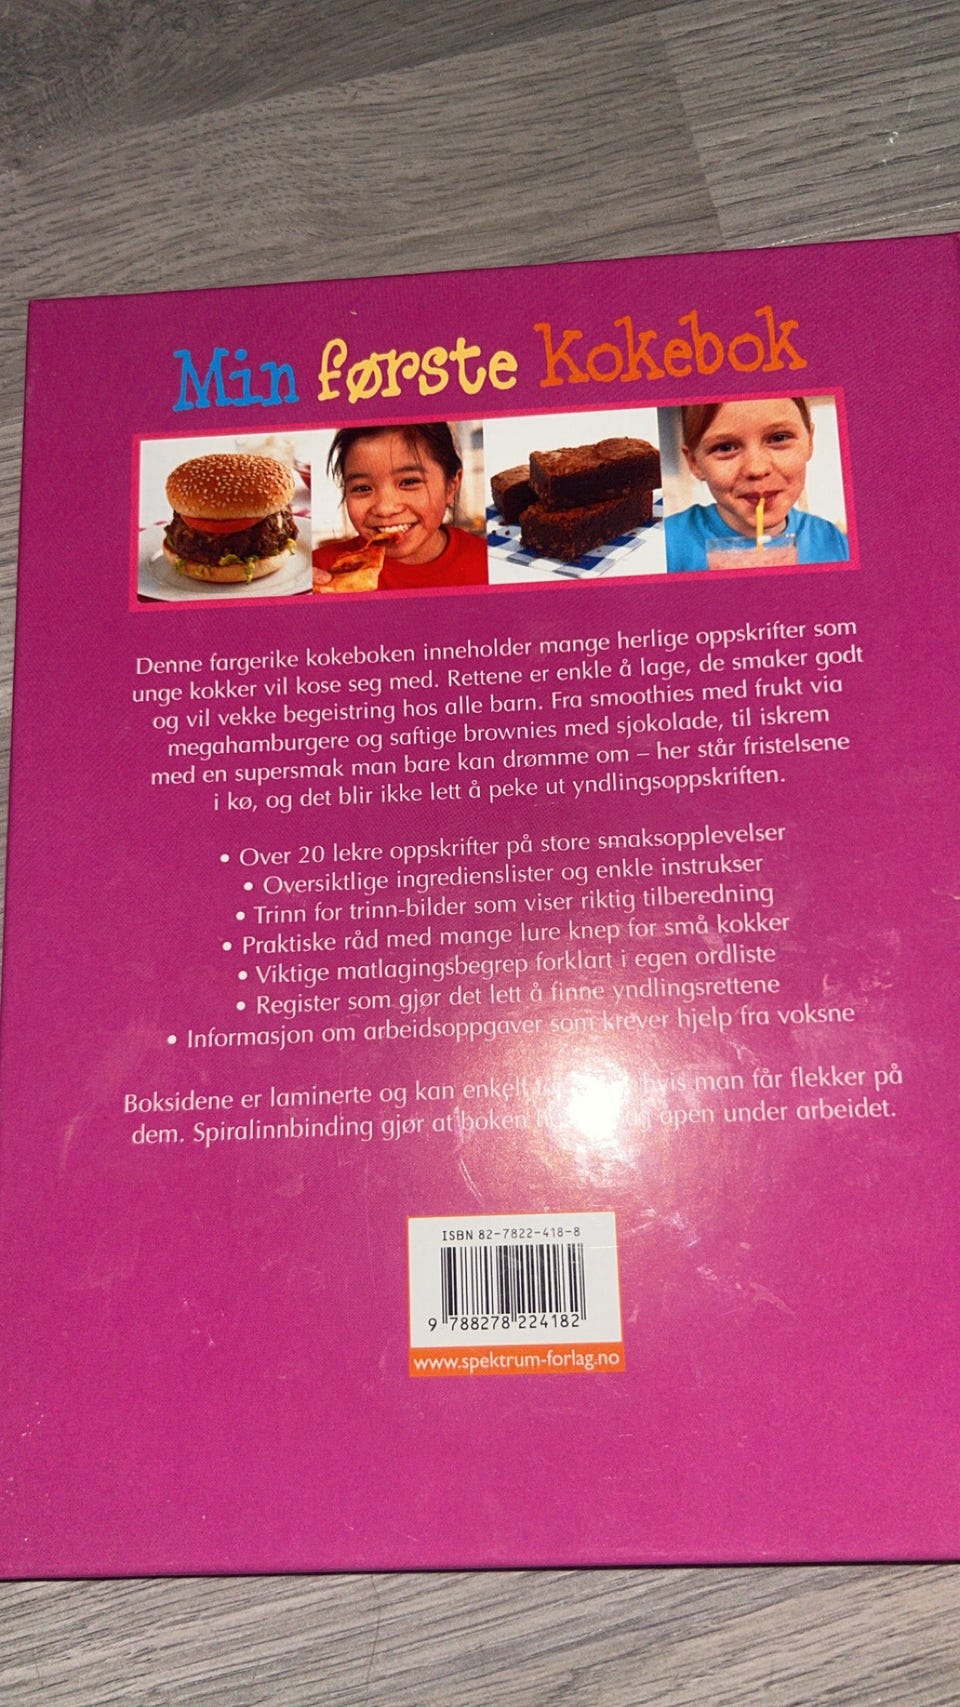 Min første Kokebok
Denne fargerike kokeboken inneholder mange herlige oppskrifter som
unge kokker vil kose seg med. Rettene er enkle å lage, de smaker godt
og vil vekke begeistring hos alle barn. Fra smoothies med frukt via
megahamburgere og saftige brownies med sjokolade, til iskrem
med en supersmak man bare kan drømme om – her står fristelsene
i kø, og det blir ikke lett å peke ut yndlingsoppskriften.
• Over 20 lekre oppskrifter på store smaksopplevelser
• Oversiktlige ingredienslister og enkle instrukser
• Trinn for trinn-bilder som viser riktig tilberedning
• Praktiske råd med mange lure knep for små kokker
• Viktige matlagingsbegrep forklart i egen ordliste
• Register som gjør det lett å finne yndlingsrettene
• Informasjon om arbeidsoppgaver som krever hjelp fra voksne
Boksidene er laminerte og kan enkelt hvis man får flekker på
dem. Spiralinnbinding gjør at boken åpen under arbeidet.
ISBN 82-7822-418-8
9 788278 224182
www.spektrum-forlag.no